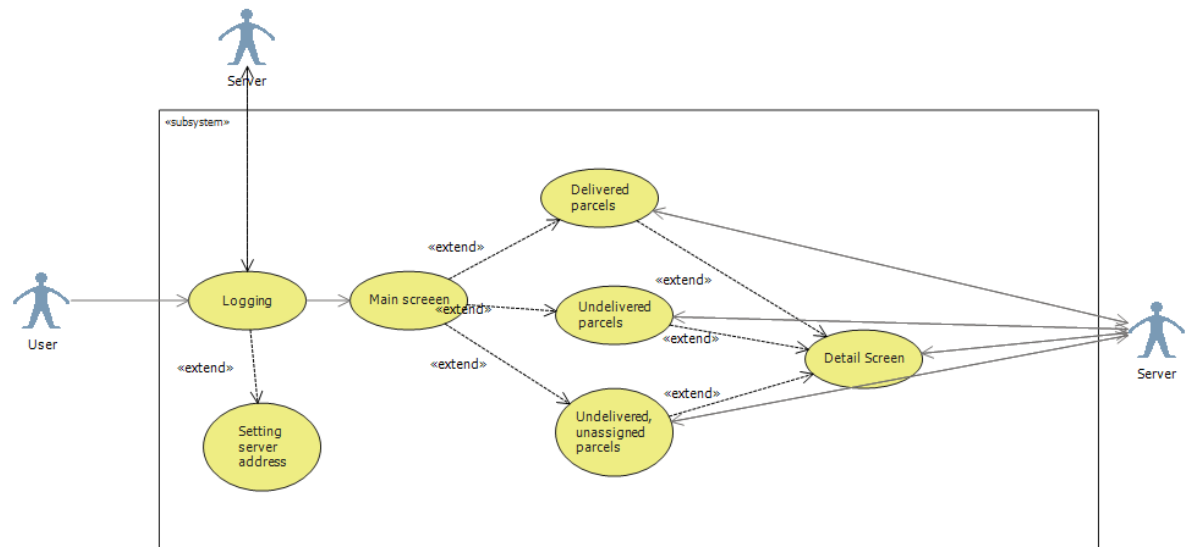 Server
«subsystem»
Delivered
parcels
«extend»
«extend»
User
Logging
Main screeen
«extend»
Undelivered
parcels
«extend»
Detail Screen
Server
«extend»
«extend»
«extend»
Setting
server
address
Undelivered,
unassigned
parcels